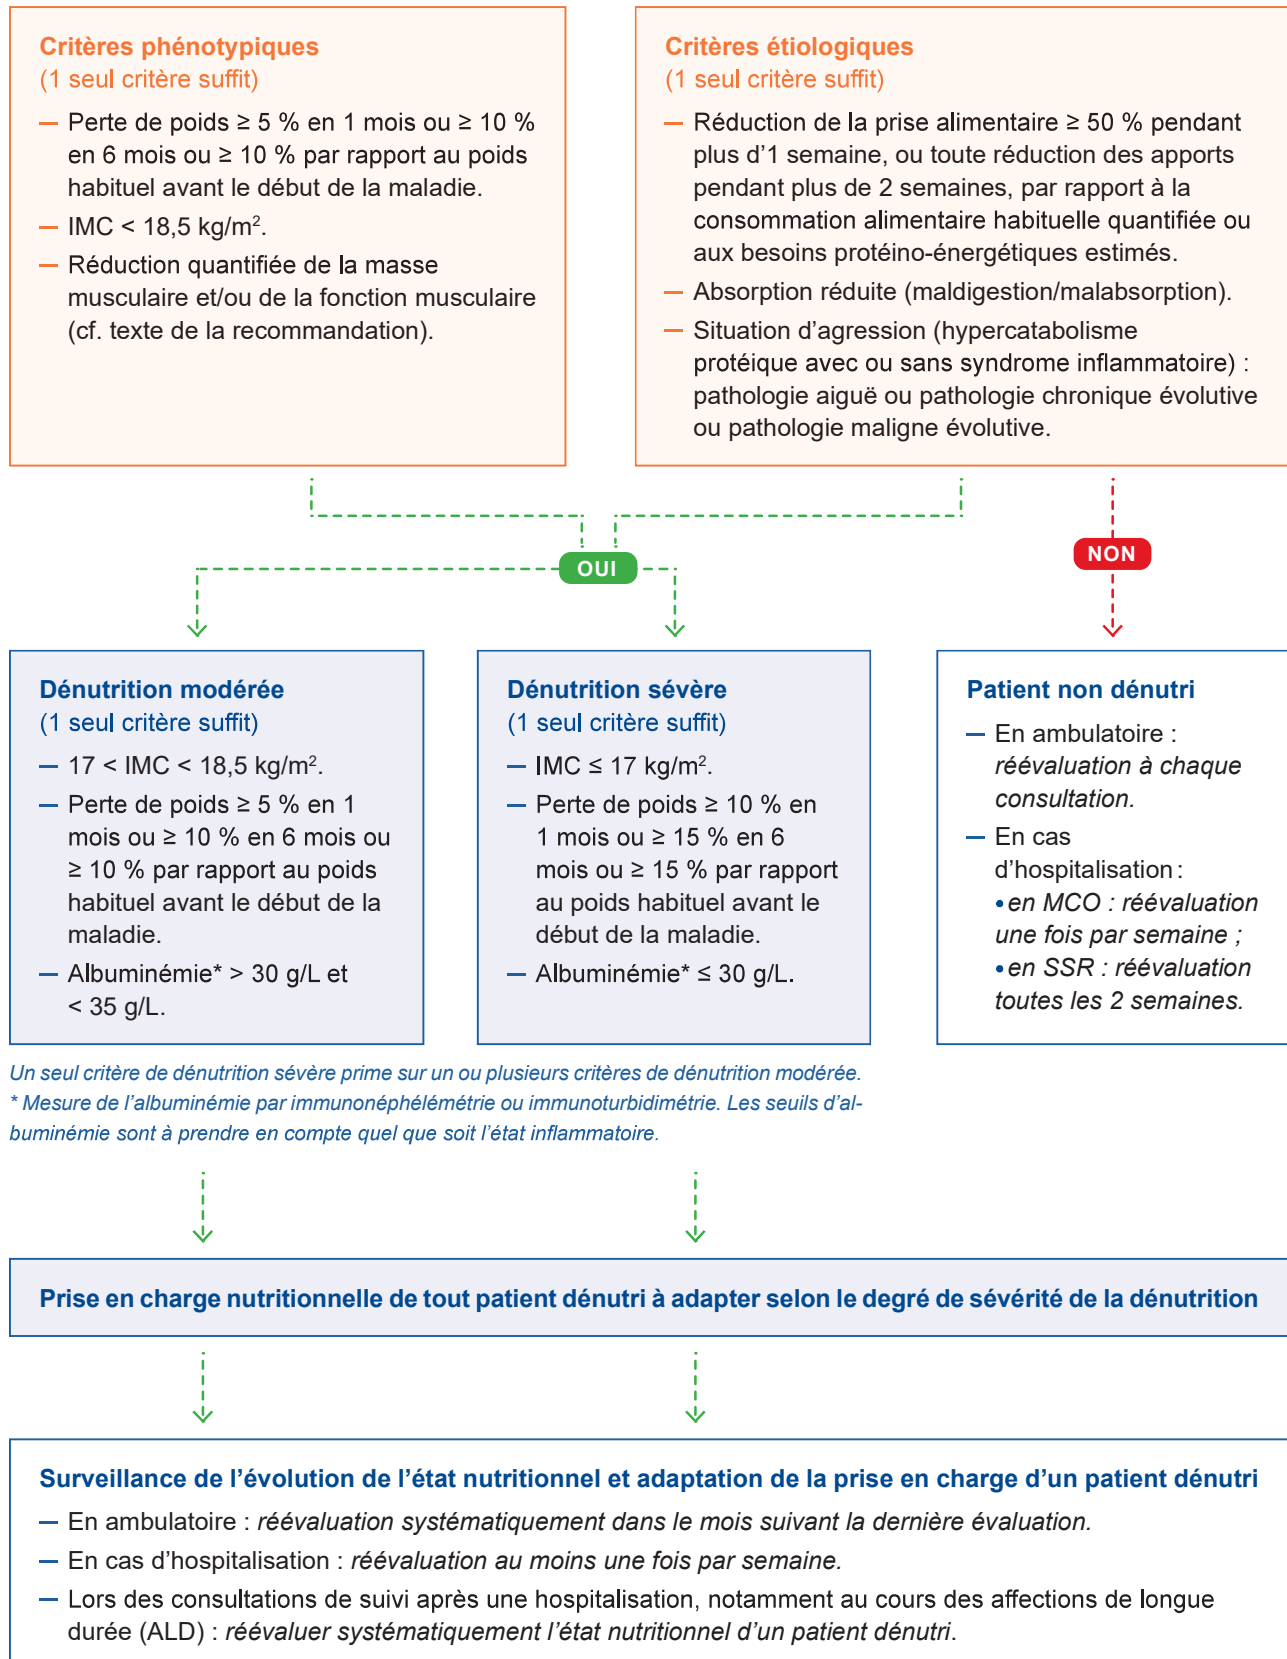 Critères phénotypiques
(1 seul critère suffit)
— Perte de poids ≥ 5 % en 1 mois ou ≥ 10 %
en 6 mois ou ≥ 10 % par rapport au poids
habituel avant le début de la maladie.
— IMC < 18,5 kg/m².
— Réduction quantifiée de la masse
musculaire et/ou de la fonction musculaire
(cf. texte de la recommandation).
Critères étiologiques
(1 seul critère suffit)
— Réduction de la prise alimentaire ≥ 50 % pendant
plus d’1 semaine, ou toute réduction des apports
pendant plus de 2 semaines, par rapport à la
consommation alimentaire habituelle quantifiée ou
aux besoins protéino-énergétiques estimés.
— Absorption réduite (maldigestion/malabsorption).
— Situation d’agression (hypercatabolisme
protéique avec ou sans syndrome inflammatoire) :
pathologie aiguë ou pathologie chronique évolutive
ou pathologie maligne évolutive.
OUI
NON
Dénutrition modérée
(1 seul critère suffit)
— 17 < IMC < 18,5 kg/m².
— Perte de poids ≥ 5 % en 1
mois ou ≥ 10 % en 6 mois ou
≥ 10 % par rapport au poids
habituel avant le début de la
maladie.
— Albuminémie* > 30 g/L et
< 35 g/L.
Dénutrition sévère
(1 seul critère suffit)
— IMC ≤ 17 kg/m².
— Perte de poids ≥ 10 % en
1 mois ou ≥ 15 % en 6
mois ou ≥ 15 % par rapport
au poids habituel avant le
début de la maladie.
— Albuminémie* ≤ 30 g/L.
Patient non dénutri
— En ambulatoire :
réévaluation à chaque
consultation.
— En cas
d’hospitalisation :
• en MCO : réévaluation
une fois par semaine ;
• en SSR : réévaluation
toutes les 2 semaines.
Un seul critère de dénutrition sévère prime sur un ou plusieurs critères de dénutrition modérée.
* Mesure de l’albuminémie par immunonéphélémétrie ou immunoturbidimétrie. Les seuils d’al-
buminémie sont à prendre en compte quel que soit l’état inflammatoire.
Prise en charge nutritionnelle de tout patient dénutri à adapter selon le degré de sévérité de la dénutrition
Surveillance de l’évolution de l’état nutritionnel et adaptation de la prise en charge d’un patient dénutri
— En ambulatoire : réévaluation systématiquement dans le mois suivant la dernière évaluation.
— En cas d’hospitalisation : réévaluation au moins une fois par semaine.
— Lors des consultations de suivi après une hospitalisation, notamment au cours des affections de longue
durée (ALD) : réévaluer systématiquement l’état nutritionnel d’un patient dénutri.